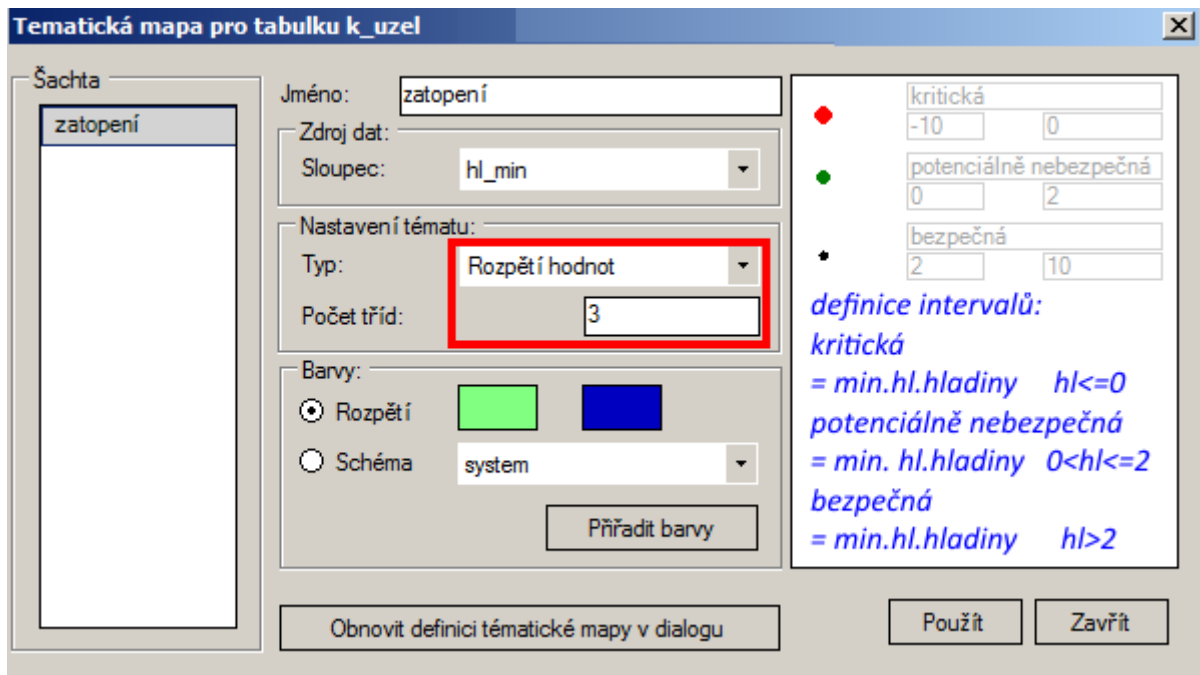 Tematická mapa pro tabulku k_uzel
Šachta
zatopení
Jméno: zatopení
Zdroj dat:
Sloupec: hl_min
Nastavení tématu:
Typ: Rozpětí hodnot
Počet tříd: 3
Barvy:
Rozpětí
Schéma system
Přiřadit barvy
Obnovit definici tématické mapy v dialogu
kritická
-10 0
potenciálně nebezpečná
0 2
bezpečná
2 10
definice intervalů:
kritická
= min.hl.hladiny hl<=0
potenciálně nebezpečná
= min. hl.hladiny 0<hl<=2
bezpečná
= min.hl.hladiny hl>2
Použít Zavřít